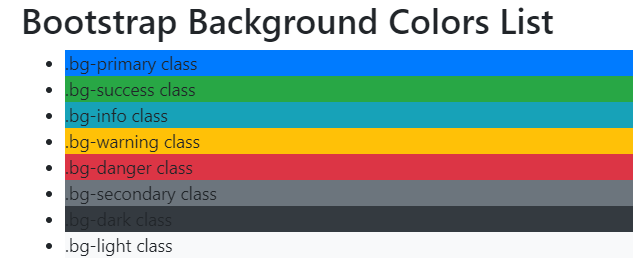 Bootstrap Background Colors List
.bg-primary class
.bg-success class
.bg-info class
.bg-warning class
.bg-danger class
.bg-secondary class
.bg-dark class
.bg-light class